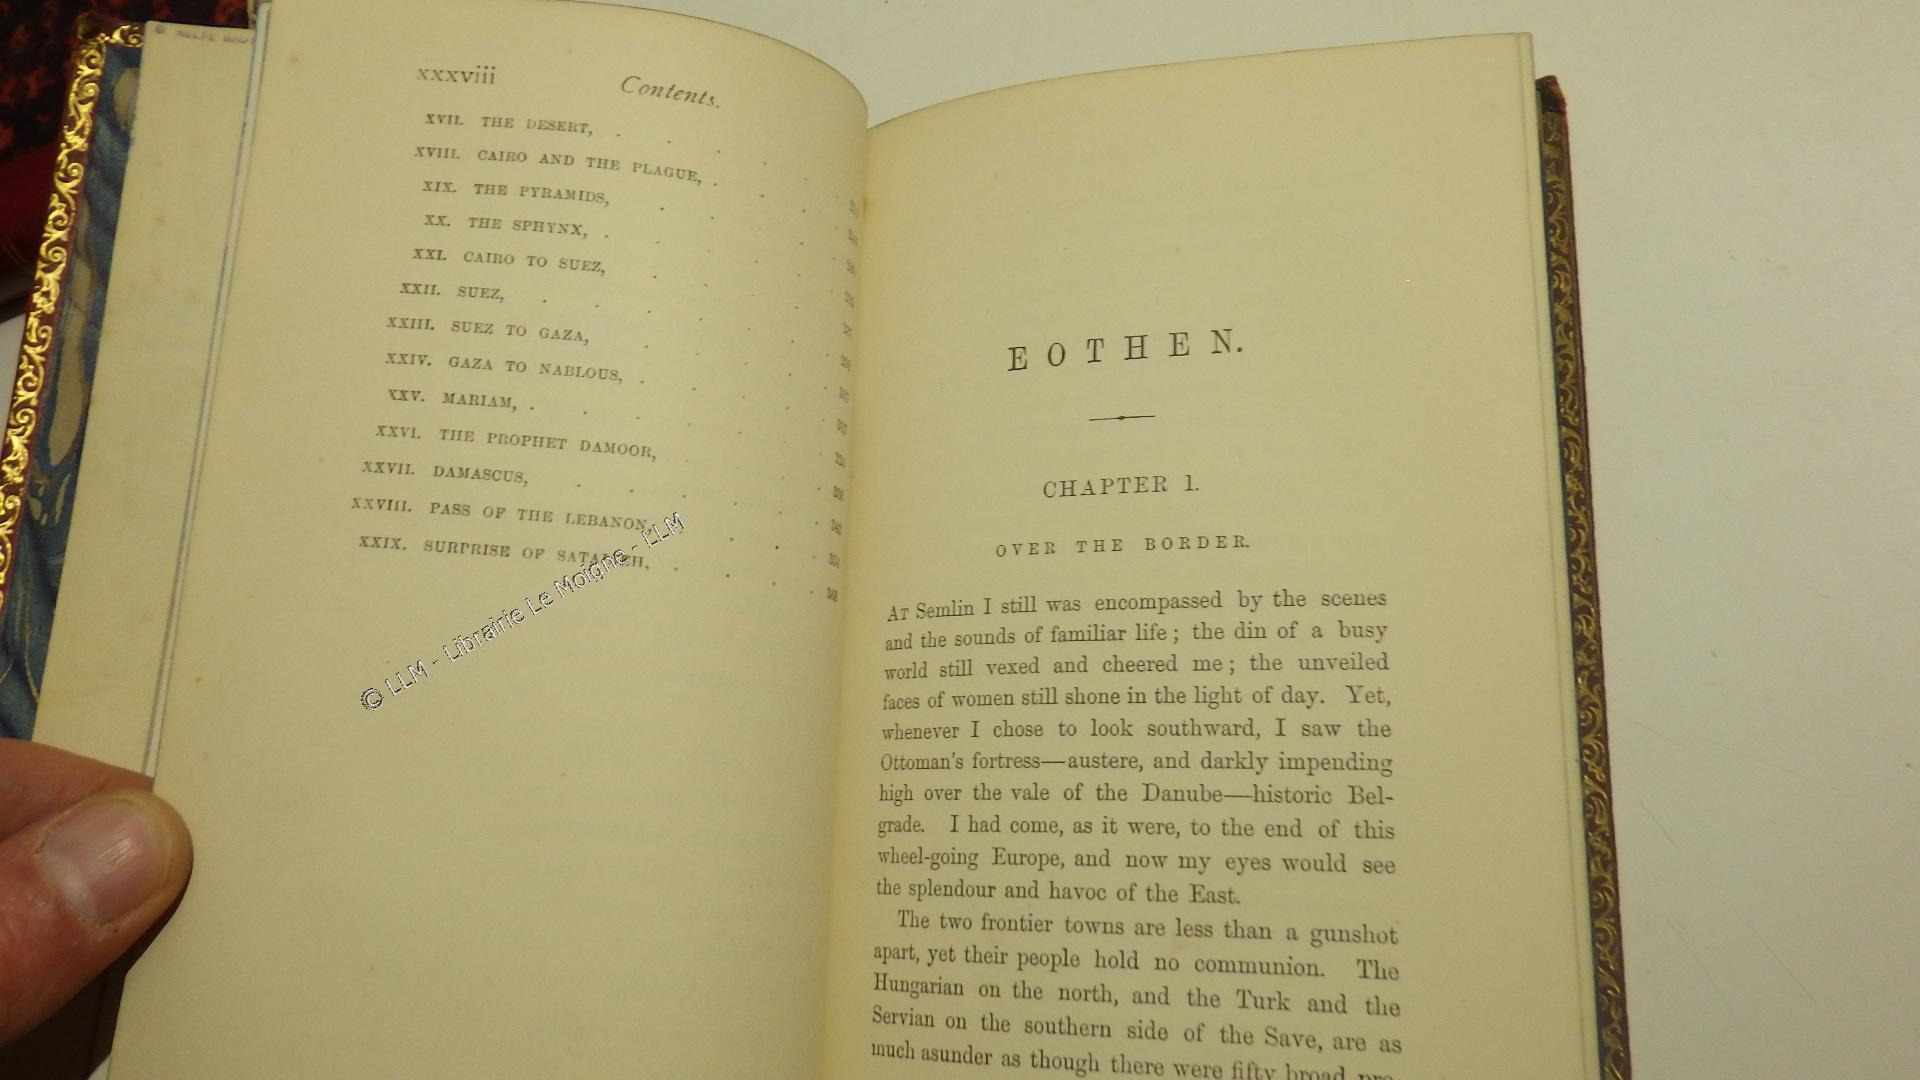 xxxviii Contents.
XVII. THE DESERT,
XVIII. CAIRO AND THE PLAGUE,
XIX. THE PYRAMIDS,
XX. THE SPHYNX,
XXI. CAIRO TO SUEZ,
XXII. SUEZ,
XXIII. SUEZ TO GAZA,
XXIV. GAZA TO NABLOUS,
XXV. MARIAM,
XXVI. THE PROPHET DAMOOR,
XXVII. DAMASCUS,
XXVIII. PASS OF THE LEBANON,
XXIX. SURPRISE OF SATALIEH,
© LLM - Librairie Le Moigne - LLM
EOTHEN.
CHAPTER I.
OVER THE BORDER.
At Semlin I still was encompassed by the scenes
and the sounds of familiar life; the din of a busy
world still vexed and cheered me; the unveiled
faces of women still shone in the light of day. Yet,
whenever I chose to look southward, I saw the
Ottoman's fortress—austere, and darkly impending
high over the vale of the Danube—historic Bel-
grade. I had come, as it were, to the end of this
wheel-going Europe, and now my eyes would see
the splendour and havoc of the East.
The two frontier towns are less than a gunshot
apart, yet their people hold no communion. The
Hungarian on the north, and the Turk and the
Servian on the southern side of the Save, are as
much asunder as though there were fifty broad pro-